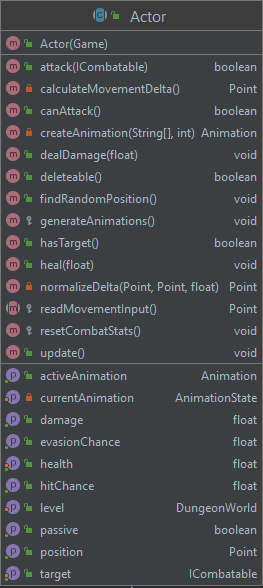 Actor
Actor(Game)
attack(ICombatable) boolean
calculateMovementDelta() Point
canAttack() boolean
createAnimation(String[], int) Animation
dealDamage(float) void
deleteable() boolean
findRandomPosition() void
generateAnimations() void
hasTarget() boolean
heal(float) void
normalizeDelta(Point, Point, float) Point
readMovementInput() Point
resetCombatStats() void
update() void
activeAnimation Animation
currentAnimation AnimationState
damage float
evasionChance float
health float
hitChance float
level DungeonWorld
passive boolean
position Point
target ICombatable